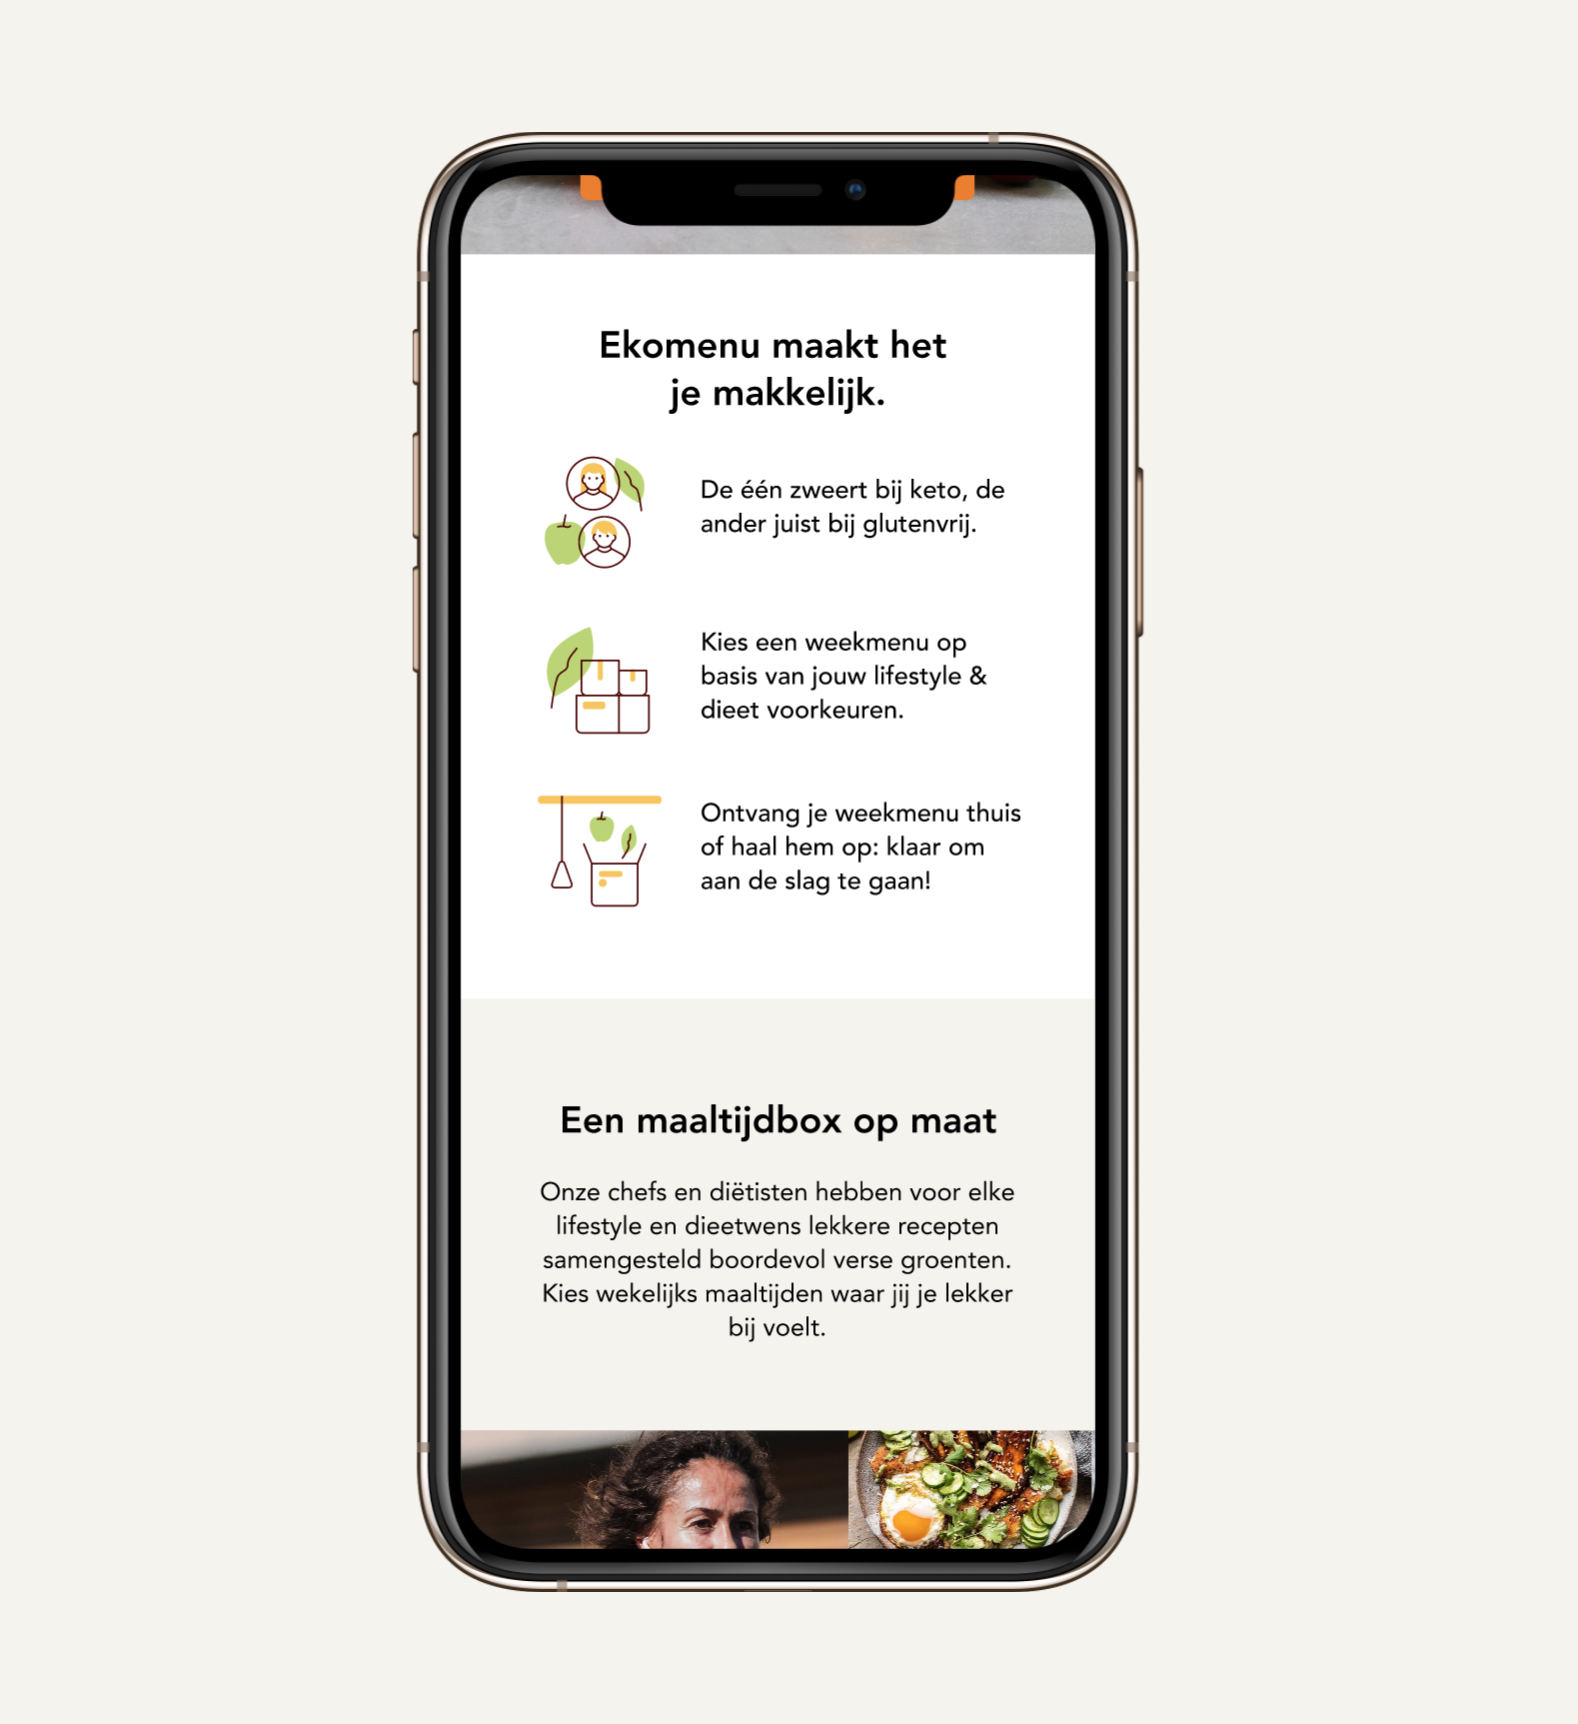 Ekomenu maakt het
je makkelijk.
De één zweert bij keto, de
ander juist bij glutenvrij.
Kies een weekmenu op
basis van jouw lifestyle &
dieet voorkeuren.
Ontvang je weekmenu thuis
of haal hem op: klaar om
aan de slag te gaan!
Een maaltijdbox op maat
Onze chefs en diëtisten hebben voor elke
lifestyle en dieetwens lekkere recepten
samengesteld boordevol verse groenten.
Kies wekelijks maaltijden waar jij je lekker
bij voelt.